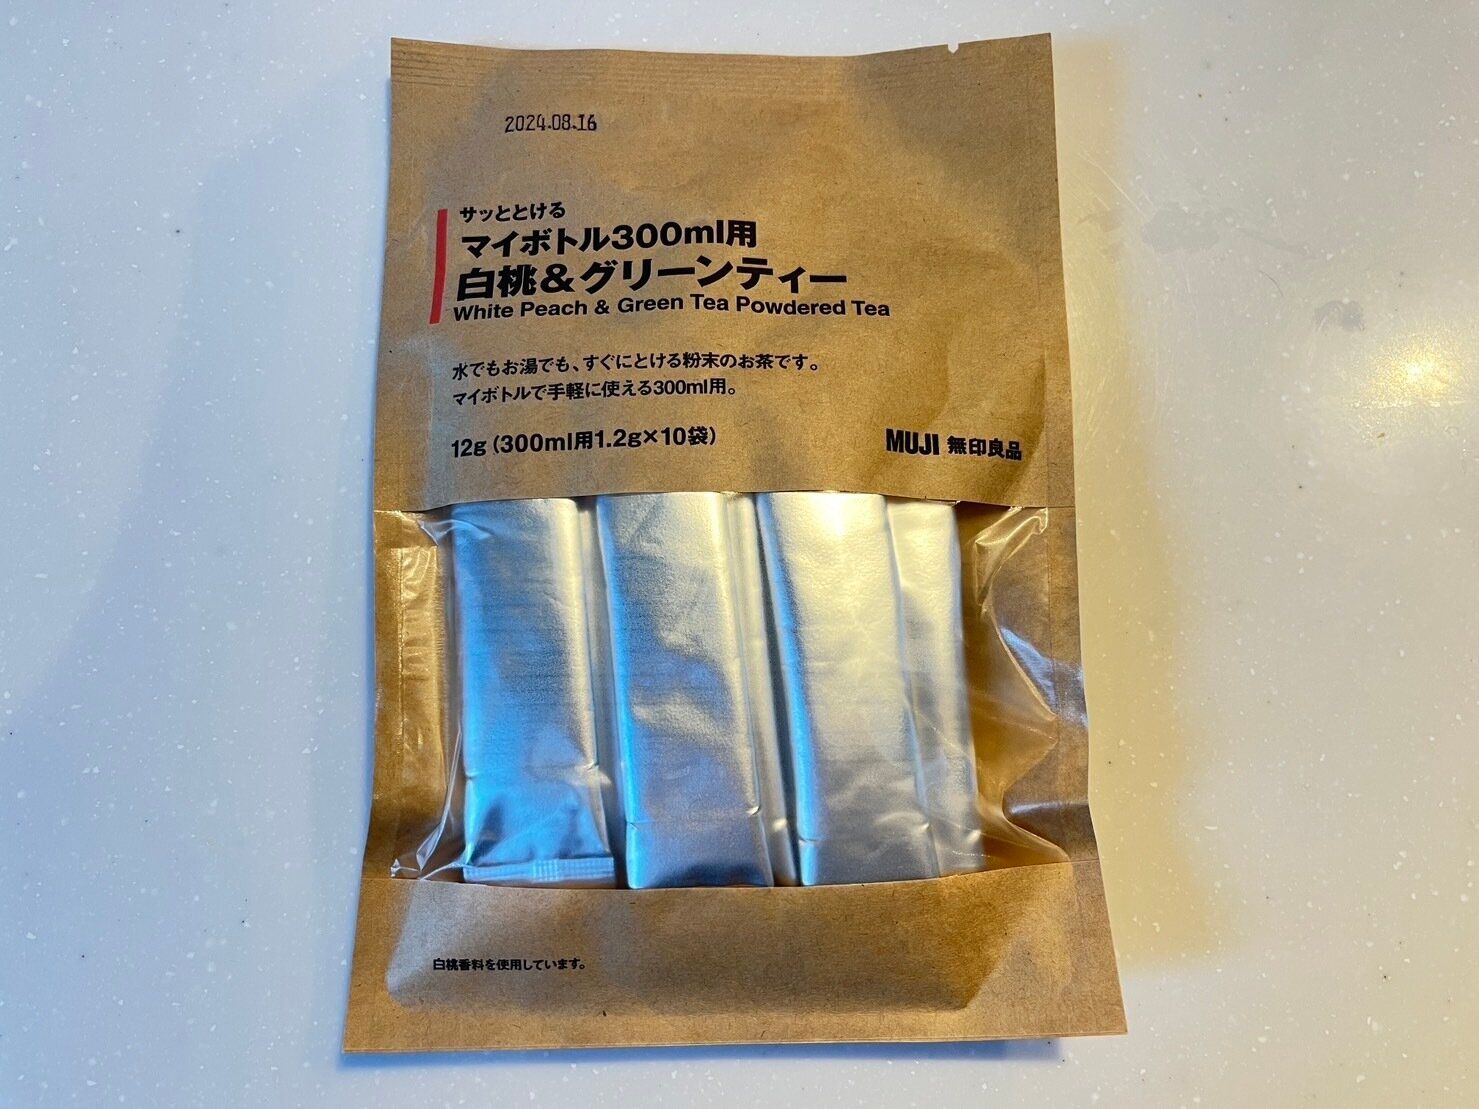 2024.08.16
サッととける
マイボトル300ml用
白桃&グリーンティー
White Peach & Green Tea Powdered Tea
水でもお湯でも、すぐにとける粉末のお茶です。
マイボトルで手軽に使える300ml用。
12g（300ml用1.2g×10袋）
MUJI 無印良品
白桃香料を使用しています。